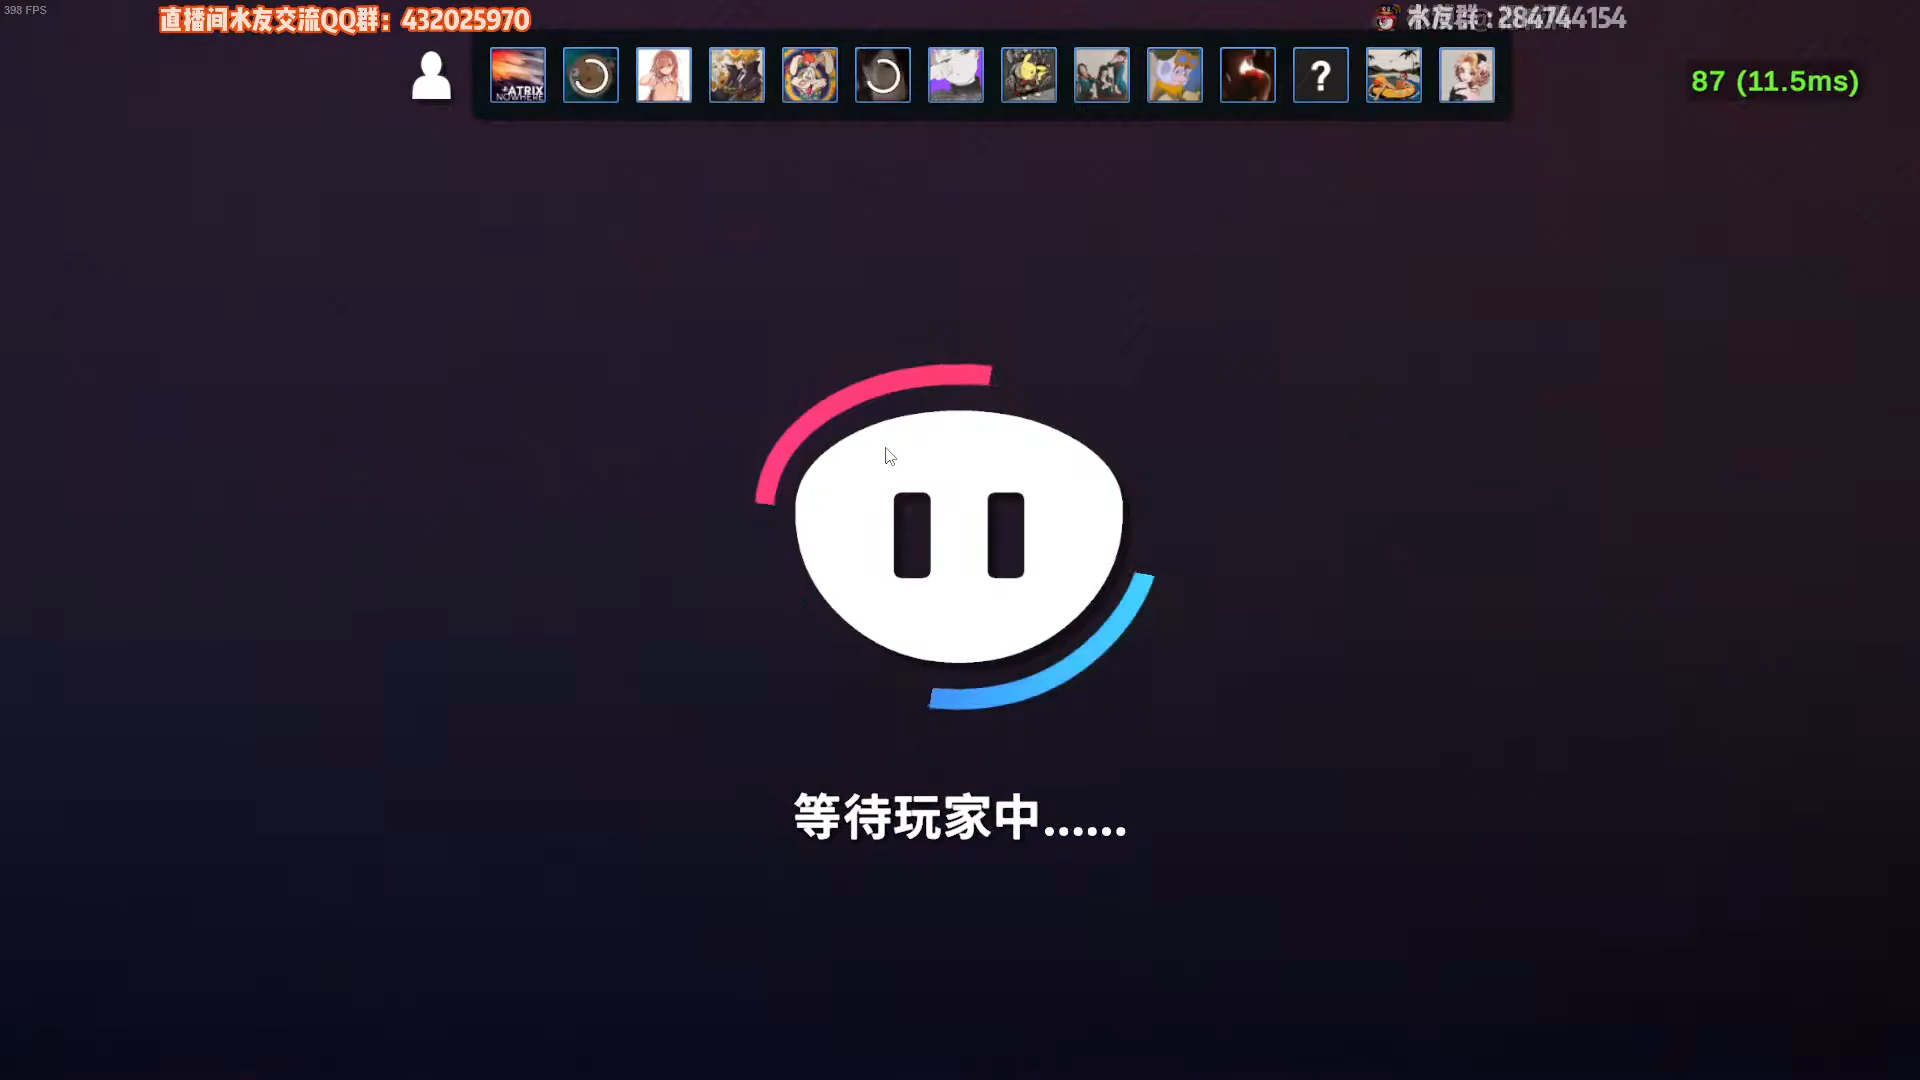 398 FPS
直播间水友交流QQ群：432025970
水友群：284744154
ATRIX
NOWHERE
?
87 (11.5ms)
等待玩家中......